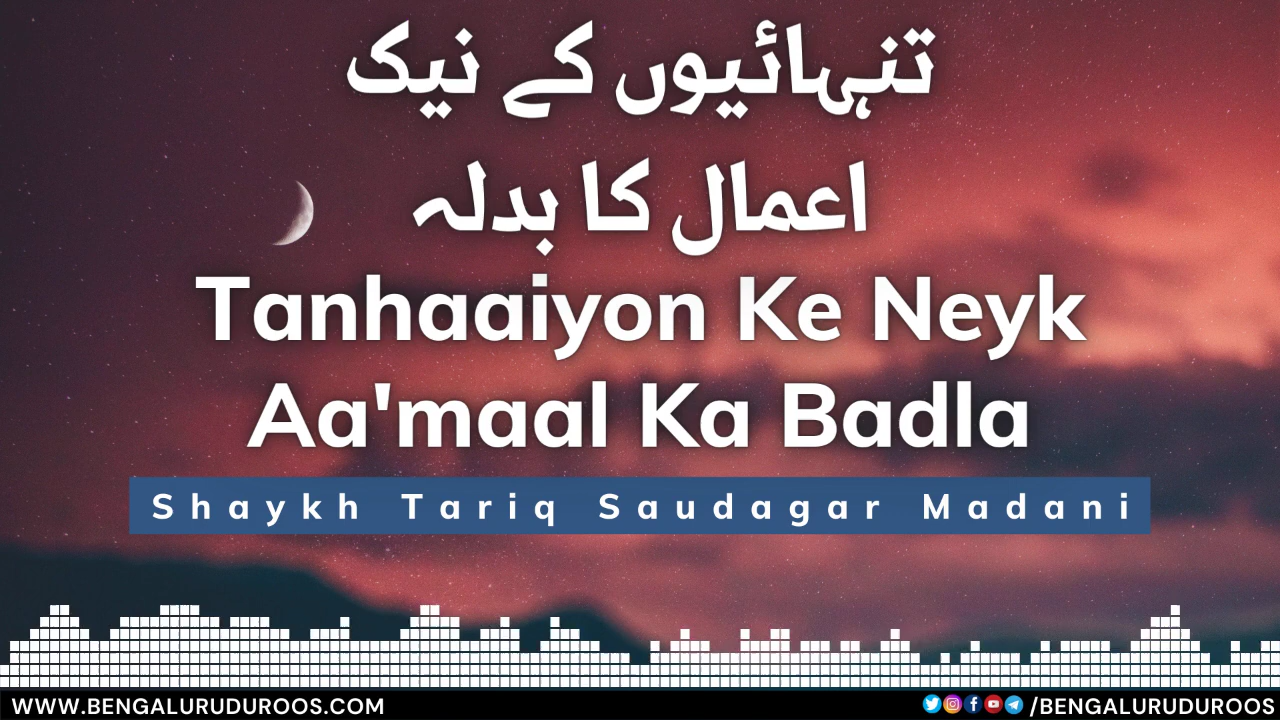 تنہائیوں کے نیک
اعمال کا بدلہ
Tanhaaiyon Ke Neyk
Aa'maal Ka Badla
Shaykh Tariq Saudagar Madani
WWW.BENGALURUDUROOS.COM
/BENGALURUDUROOS